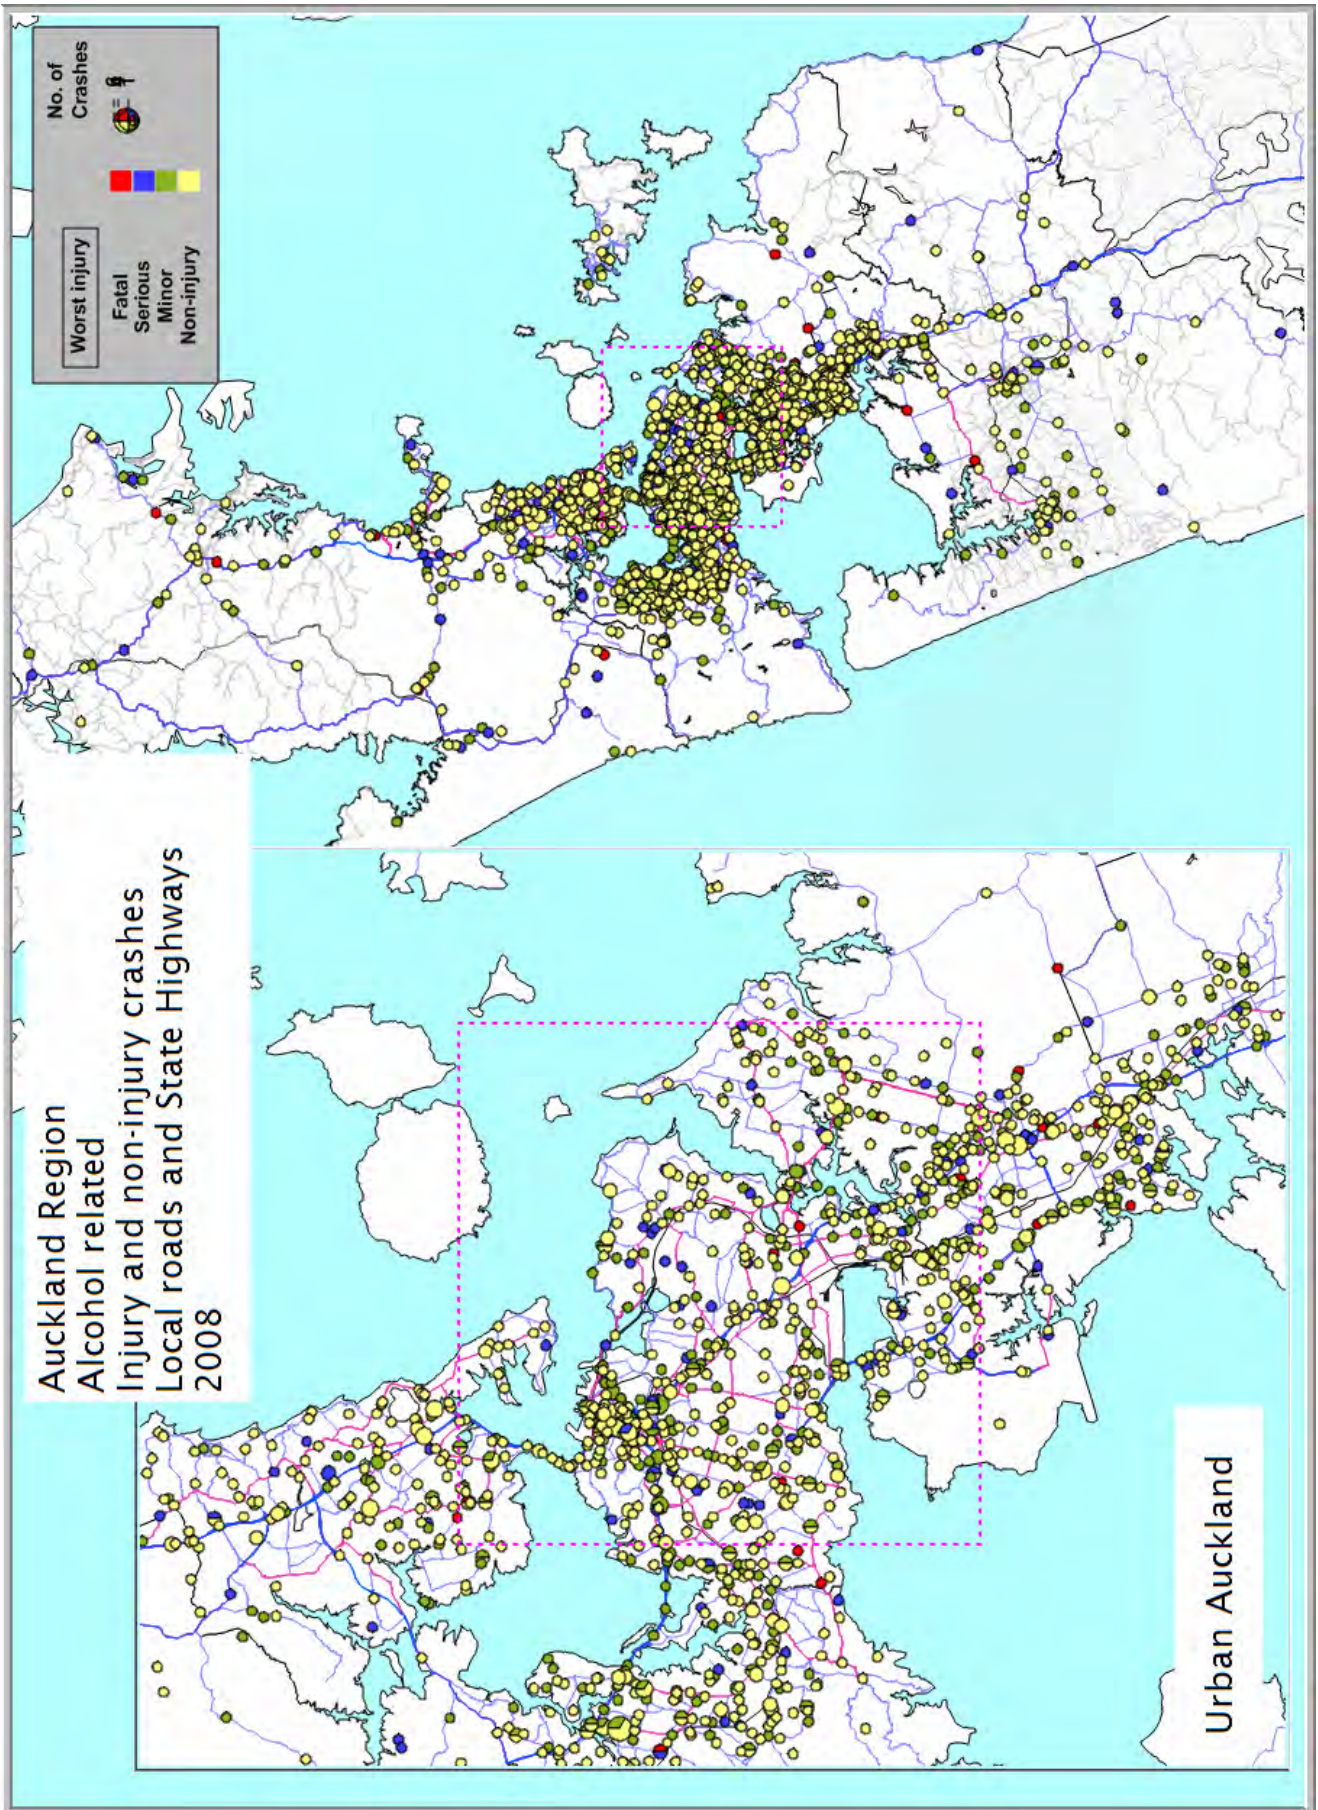 Auckland Region
Alcohol related
Injury and non-injury crashes
Local roads and State Highways
2008
Worst injury
No. of
Crashes
Fatal
Serious
Minor
Non-injury
Urban Auckland